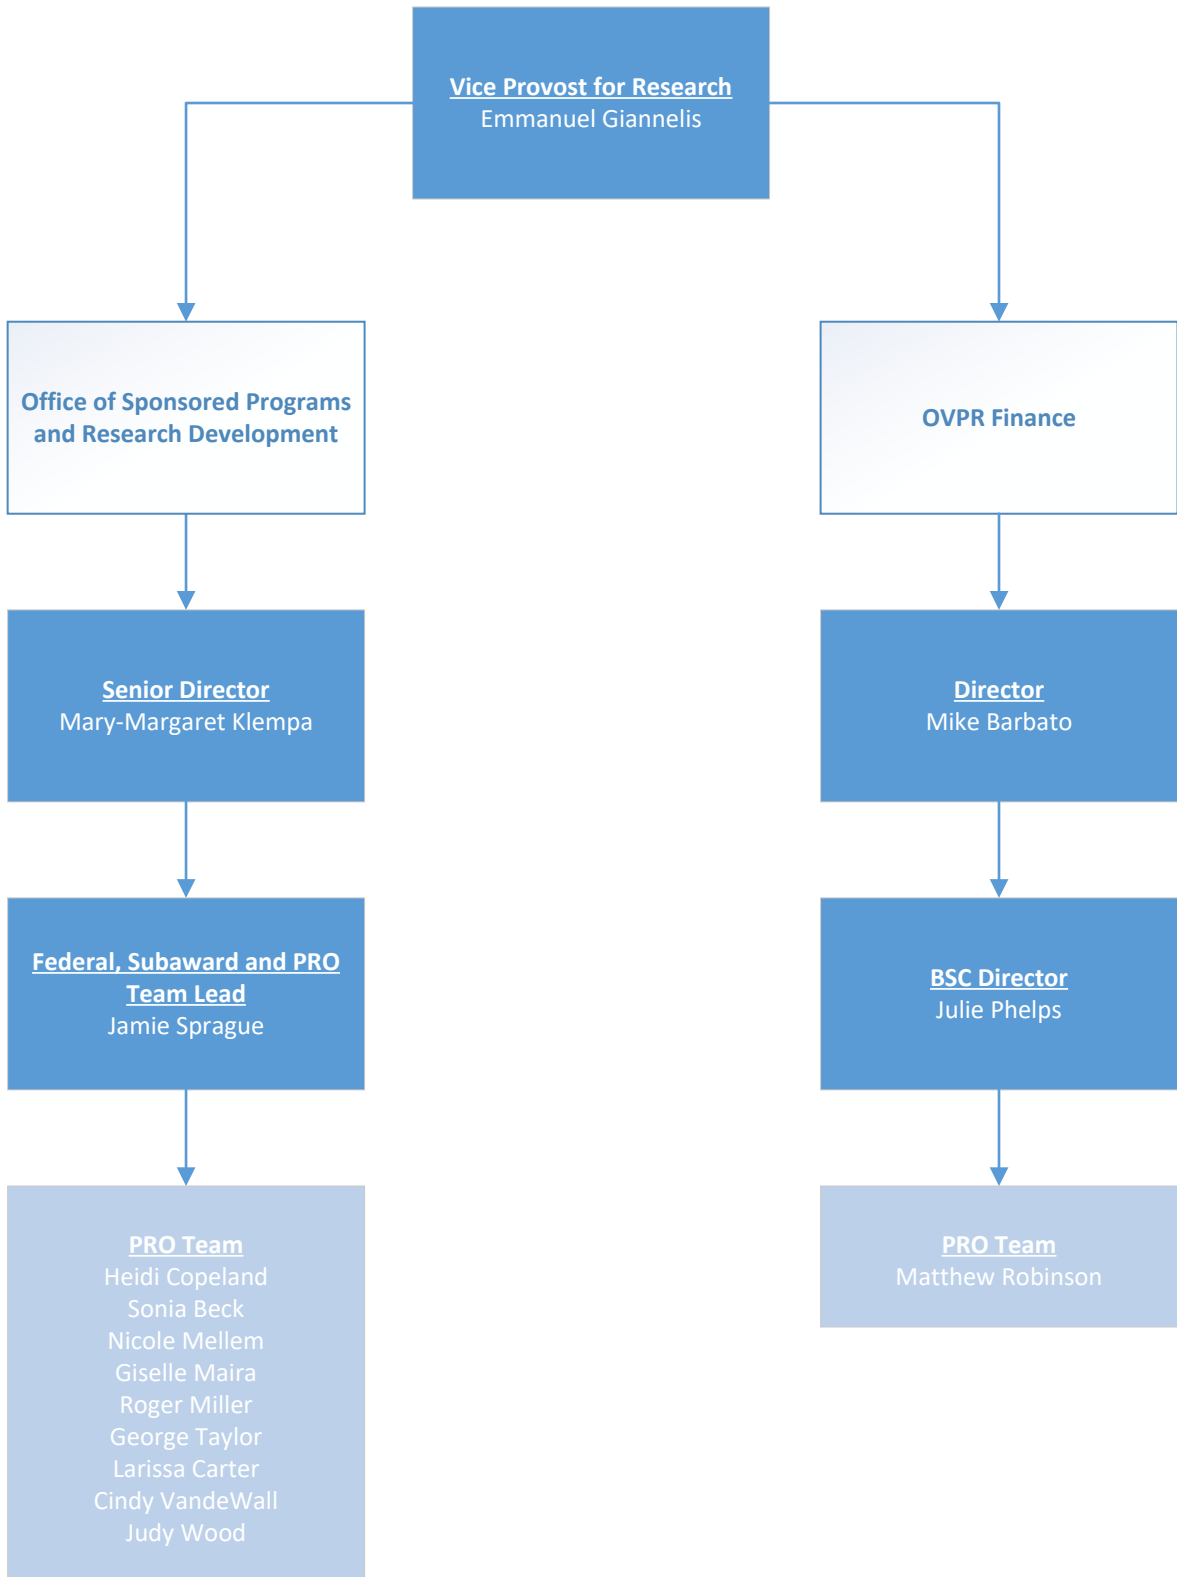 Vice Provost for Research
Emmanuel Giannelis
Office of Sponsored Programs
and Research Development
OVPR Finance
Senior Director
Mary-Margaret Klempa
Director
Mike Barbato
Federal, Subaward and PRO
Team Lead
Jamie Sprague
BSC Director
Julie Phelps
PRO Team
Heidi Copeland
Sonia Beck
Nicole Mellem
Giselle Maira
Roger Miller
George Taylor
Larissa Carter
Cindy VandeWall
Judy Wood
PRO Team
Matthew Robinson